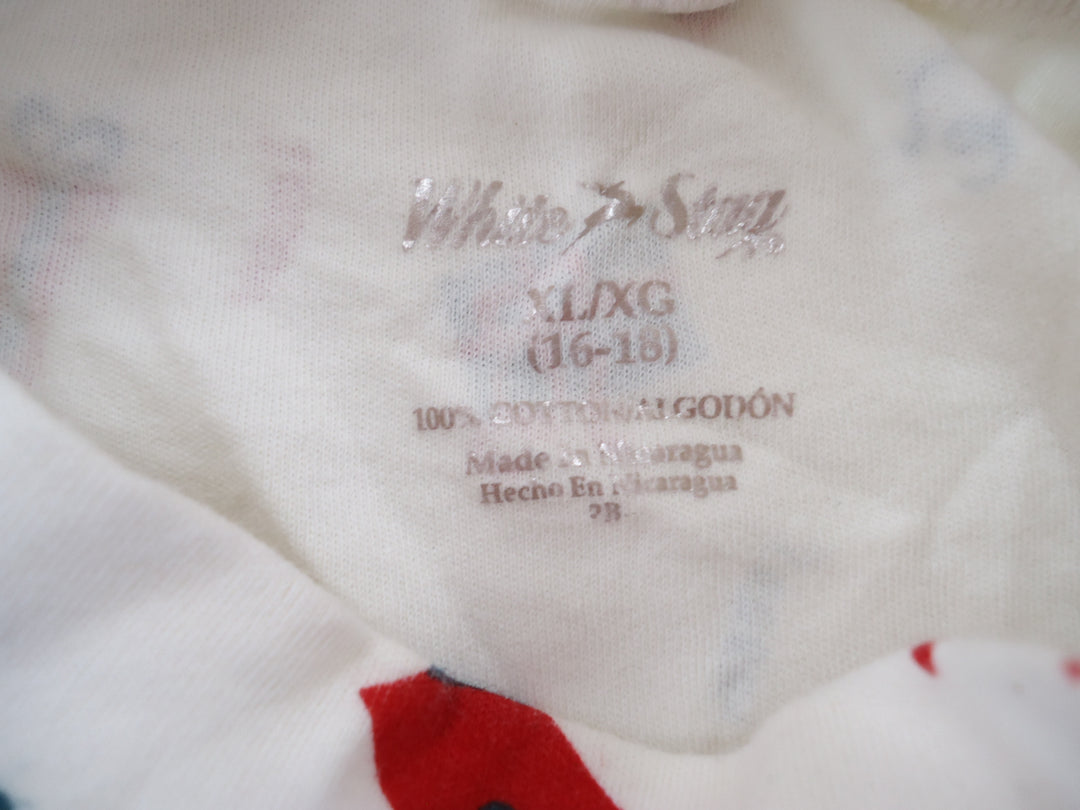 White Stag
XL/XG
(16-18)
100% COTTON/ALGODÓN
Made In Nicaragua
Hecho En Nicaragua